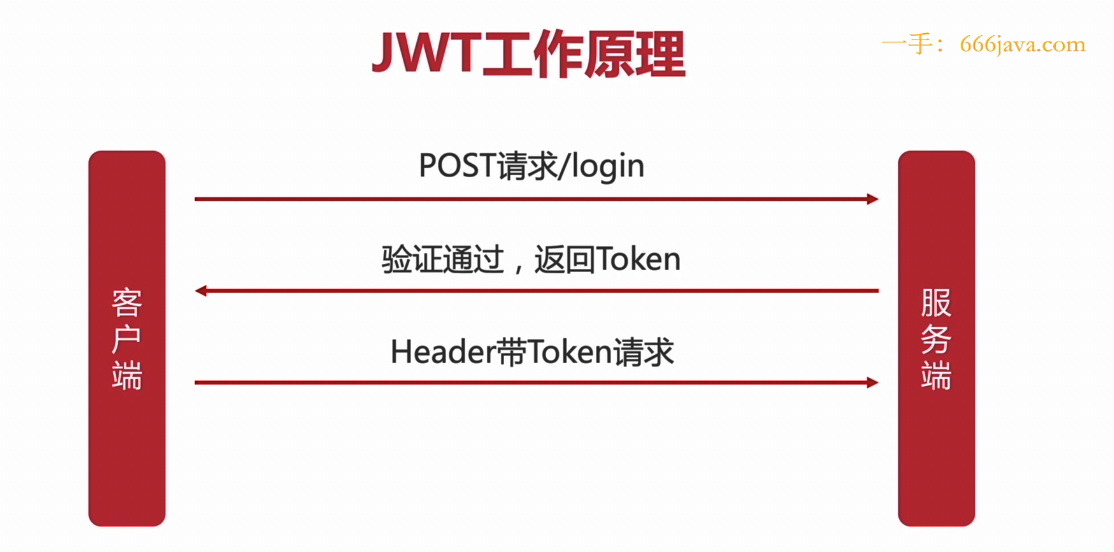 JWT工作原理
一手：666java.com
POST请求/login
验证通过，返回Token
Header带Token请求
客户端
服务端